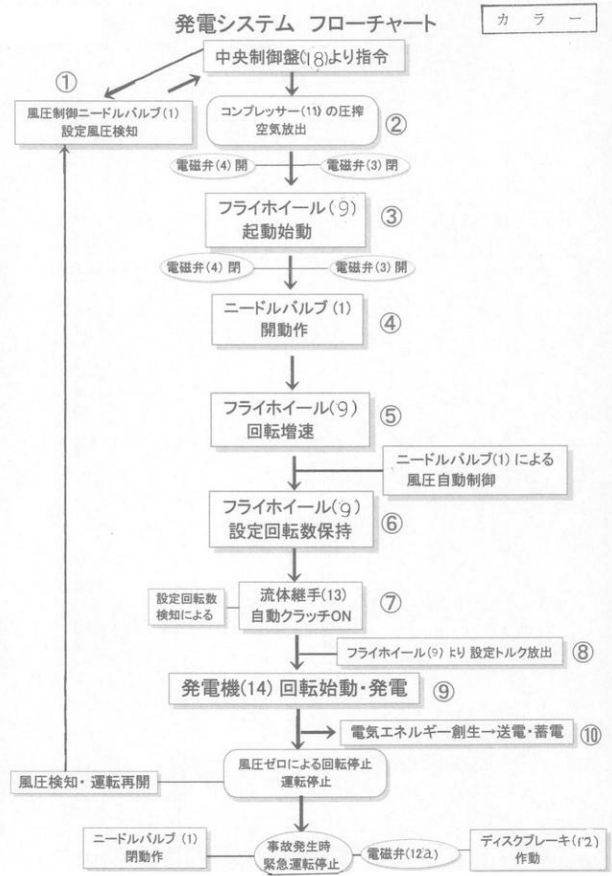 発電システム フローチャート
カラー
中央制御盤(18)より指令
①
風圧制御ニードルバルブ(1)
設定風圧検知
コンプレッサー(11)の圧搾
空気放出
②
電磁弁(4)開
電磁弁(3)閉
フライホイール(9)
起動始動
③
電磁弁(4)閉
電磁弁(3)開
ニードルバルブ(1)
開動作
④
フライホイール(9)
回転増速
⑤
ニードルバルブ(1)による
風圧自動制御
フライホイール(9)
設定回転数保持
⑥
設定回転数
検知による
流体継手(13)
自動クラッチON
⑦
フライホイール(9)より設定トルク放出
⑧
発電機(14)回転始動・発電
⑨
電気エネルギー創生→送電・蓄電
⑩
風圧ゼロによる回転停止
運転停止
風圧検知・運転再開
ニードルバルブ(1)
閉動作
事故発生時
緊急運転停止
電磁弁(12a)
ディスクブレーキ(12)
作動